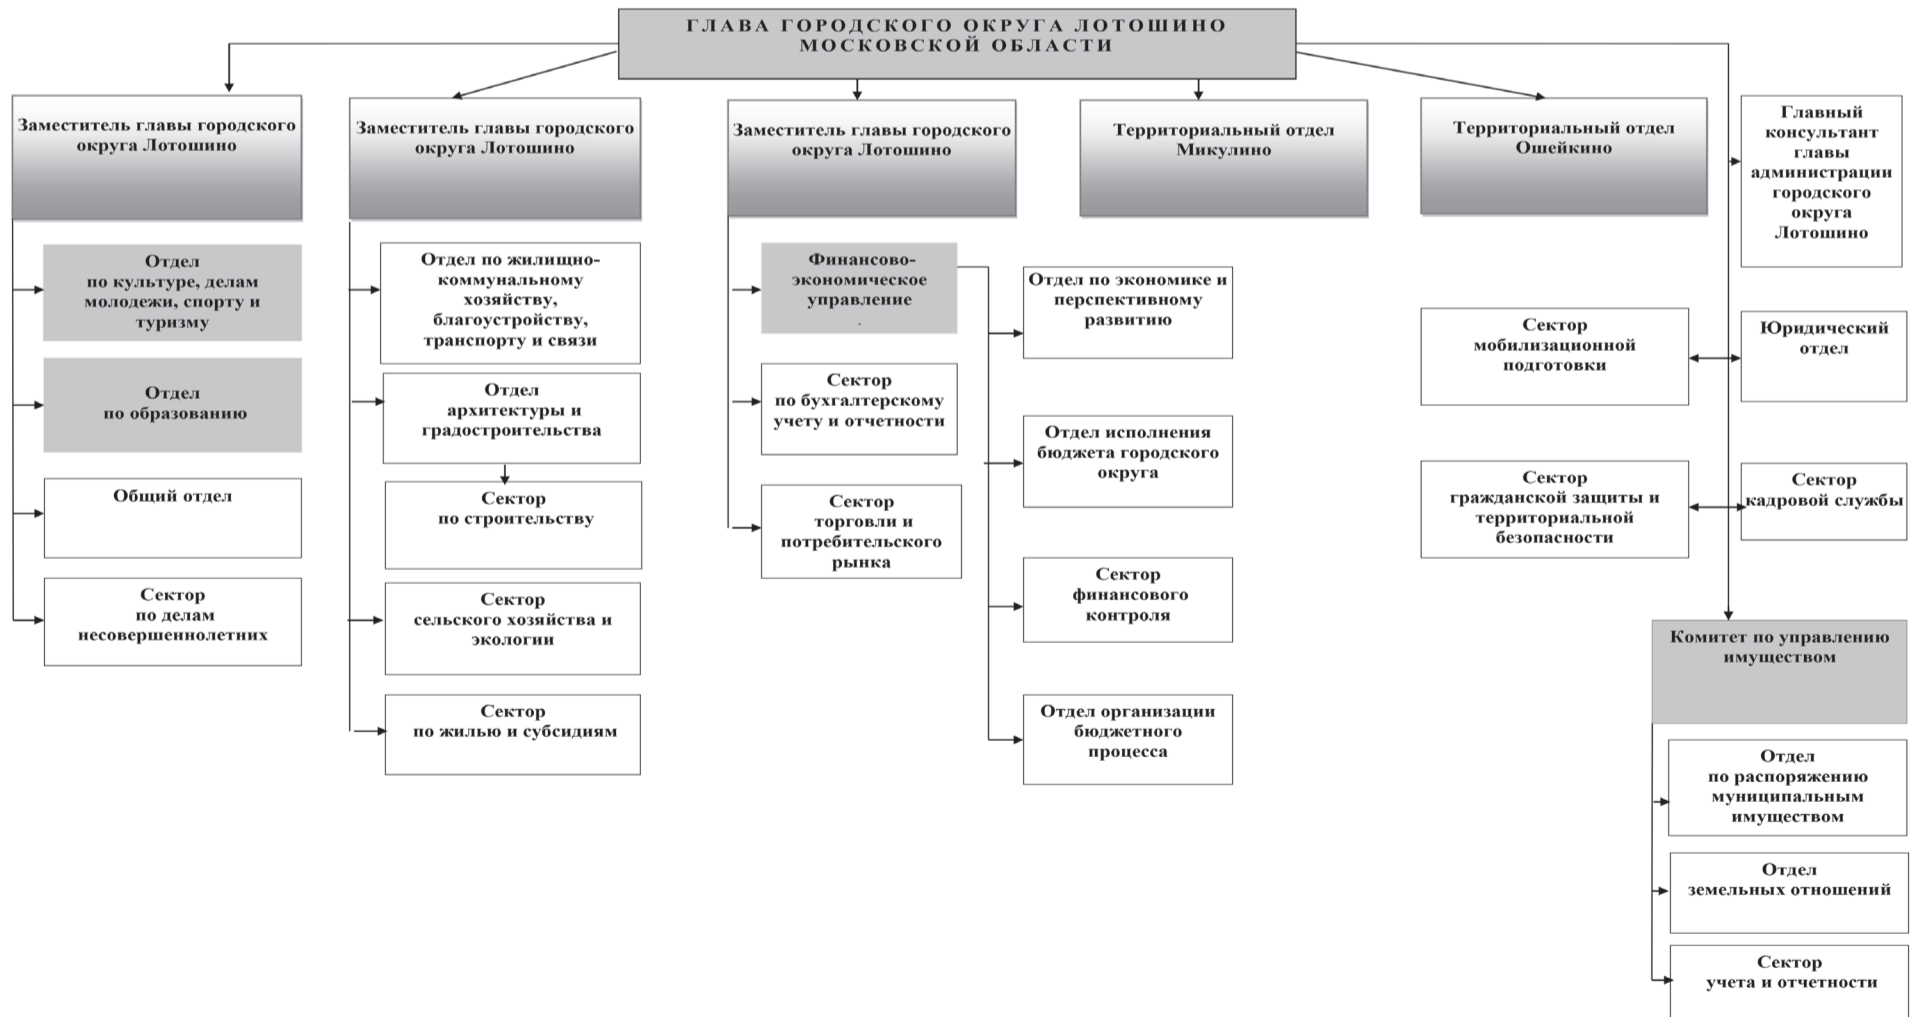 ГЛАВА ГОРОДСКОГО ОКРУГА ЛОТОШИНО
МОСКОВСКОЙ ОБЛАСТИ
Заместитель главы городского
округа Лотошино
Заместитель главы городского
округа Лотошино
Заместитель главы городского
округа Лотошино
Территориальный отдел
Микулино
Территориальный отдел
Ошейкино
Главный
консультант
главы
администрации
городского
округа
Лотошино
Отдел
по культуре, делам
молодежи, спорту и
туризму
Отдел
по образованию
Общий отдел
Сектор
по делам
несовершеннолетних
Отдел по жилищно-
коммунальному
хозяйству,
благоустройству,
транспорту и связи
Отдел
архитектуры и
градостроительства
Сектор
по строительству
Сектор
сельского хозяйства и
экологии
Сектор
по жилью и субсидиям
Финансово-
экономическое
управление
.
Сектор
по бухгалтерскому
учету и отчетности
Сектор
торговли и
потребительского
рынка
Отдел по экономике и
перспективному
развитию
Отдел исполнения
бюджета городского
округа
Сектор
финансового
контроля
Отдел организации
бюджетного
процесса
Сектор
мобилизационной
подготовки
Юридический
отдел
Сектор
гражданской защиты и
территориальной
безопасности
Сектор
кадровой службы
Комитет по управлению
имуществом
Отдел
по распоряжению
муниципальным
имуществом
Отдел
земельных отношений
Сектор
учета и отчетности